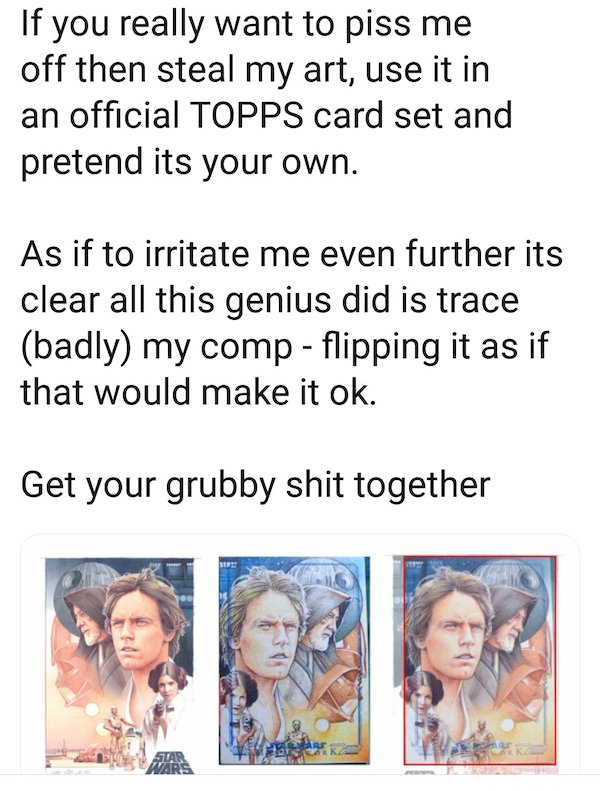 If you really want to piss me
off then steal my art, use it in
an official TOPPS card set and
pretend its your own.
As if to irritate me even further its
clear all this genius did is trace
(badly) my comp - flipping it as if
that would make it ok.
Get your grubby shit together
STAR
WARS